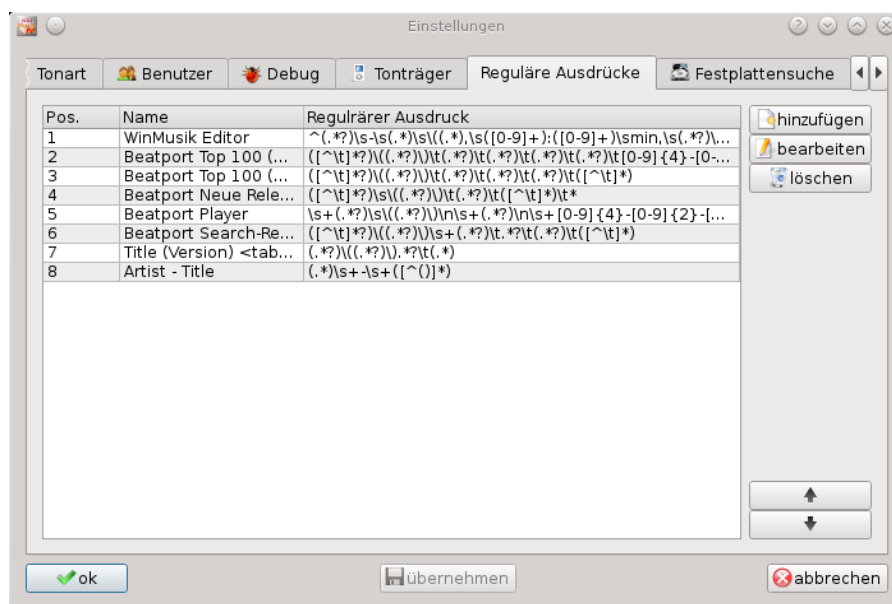 Einstellungen
Tonart Benutzer Debug Tonträger Reguläre Ausdrücke Festplattensuche
Pos. Name Regulrärer Ausdruck
1 WinMusik Editor ^(.*?)\s-\s(.*)\s\((.*),\s([0-9]+):([0-9]+)\smin,\s(.*?)\...
2 Beatport Top 100 (... ([^\t]*?)\((.*?)\)\t(.*?)\t(.*?)\t(.*?)\t(.*?)\t[0-9]{4}-[0-...
3 Beatport Top 100 (... ([^\t]*?)\((.*?)\)\t(.*?)\t(.*?)\t(.*?)\t([^\t]*)
4 Beatport Neue Rele... ([^\t]*?)\s\((.*?)\)\t(.*?)\t([^\t]*)\t*
5 Beatport Player \s+(.*?)\s\((.*?)\)\n\s+(.*?)\n\s+[0-9]{4}-[0-9]{2}-[...
6 Beatport Search-Re... ([^\t]*?)\((.*?)\)\s+(.*?)\t.*?\t(.*?)\t([^\t]*)
7 Title (Version) <tab... (.*?)\((.*?)\).*?\t(.*)
8 Artist - Title (.*)\s+-\s+([^()]*)
hinzufügen
bearbeiten
löschen
ok übernehmen abbrechen